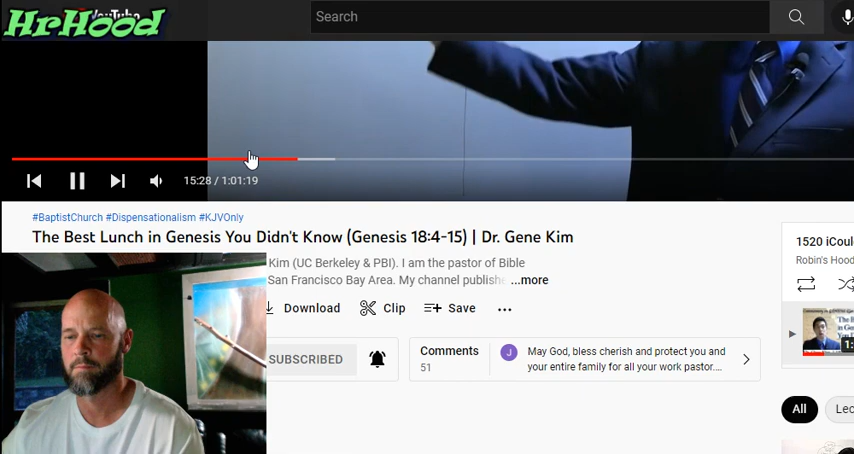 HrHood
YouTube
Search
15:28 / 1:01:19
#BaptistChurch #Dispensationalism #KJVOnly
The Best Lunch in Genesis You Didn't Know (Genesis 18:4-15) | Dr. Gene Kim
Kim (UC Berkeley & PBI). I am the pastor of Bible
San Francisco Bay Area. My channel publishe ...more
Download
Clip
Save
SUBSCRIBED
Comments
51
J
May God, bless cherish and protect you and
your entire family for all your work pastor....
1520 iCoul
Robin's Hood
1:
All
Lec